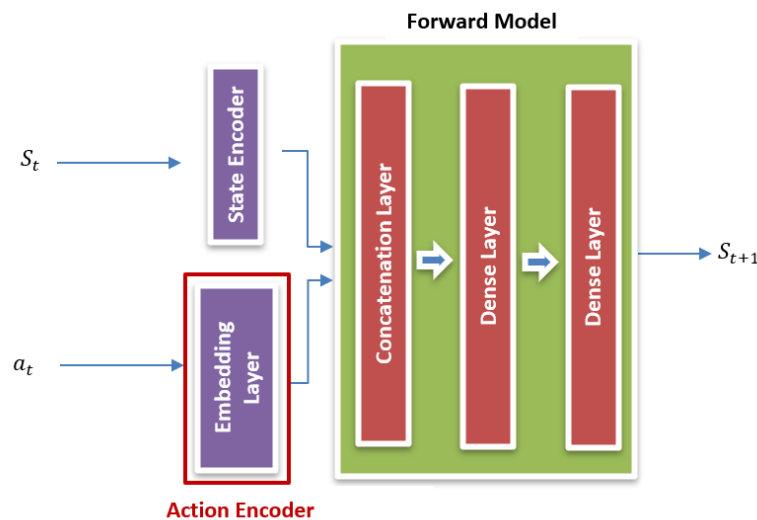 Forward Model
S_t
State Encoder
Concatenation Layer
Dense Layer
Dense Layer
S_{t+1}
a_t
Embedding
Layer
Action Encoder